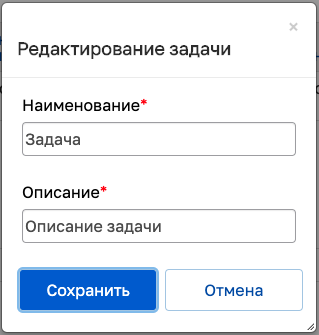 ×
Редактирование задачи
Наименование*
Задача
Описание*
Описание задачи
Сохранить
Отмена